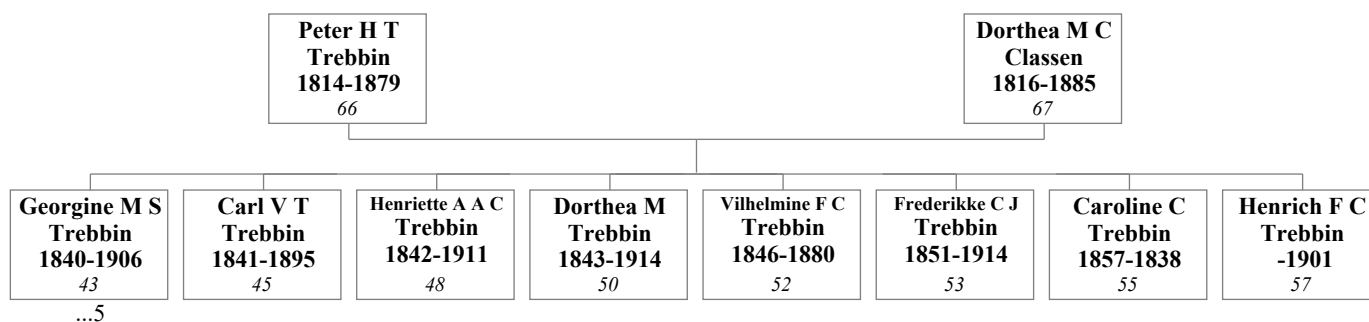 Peter H T
Trebbin
1814-1879
66
Dorthea M C
Classen
1816-1885
67
Georgine M S
Trebbin
1840-1906
43
...5
Carl V T
Trebbin
1841-1895
45
Henriette A A C
Trebbin
1842-1911
48
Dorthea M
Trebbin
1843-1914
50
Vilhelmine F C
Trebbin
1846-1880
52
Frederikke C J
Trebbin
1851-1914
53
Caroline C
Trebbin
1857-1838
55
Henrich F C
Trebbin
-1901
57